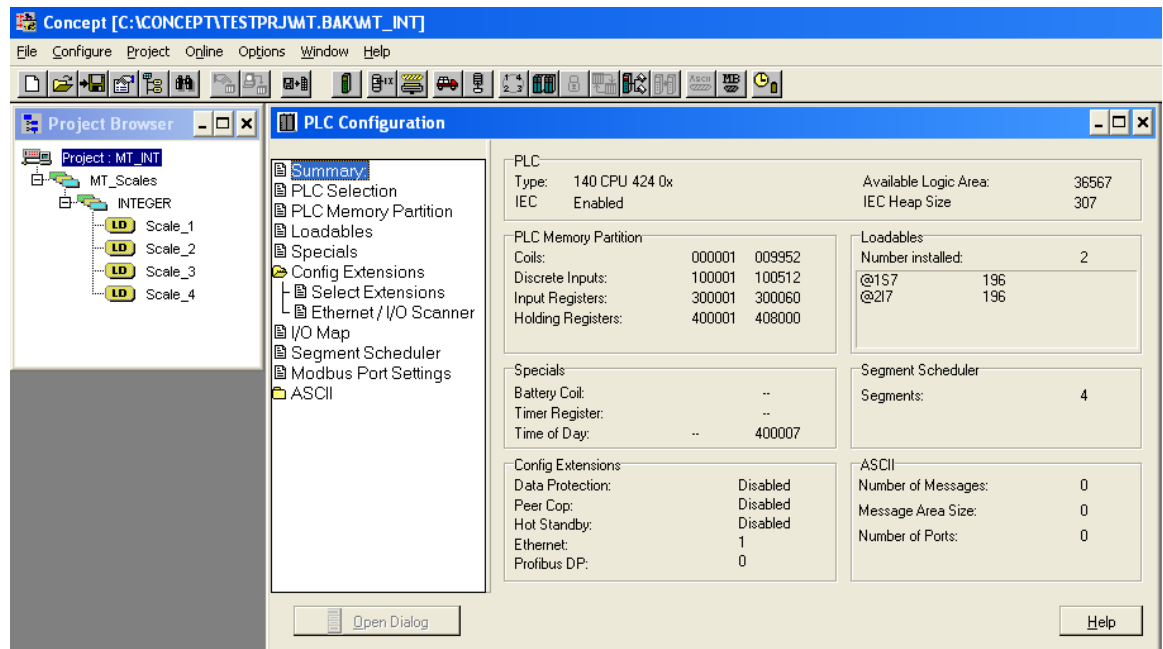 Concept [C:\CONCEPT\TESTPRJ\MT.BAK\MT_INT]
File Configure Project Online Options Window Help
Project Browser
Project : MT_INT
MT_Scales
INTEGER
LD Scale_1
LD Scale_2
LD Scale_3
LD Scale_4
PLC Configuration
Summary:
PLC Selection
PLC Memory Partition
Loadables
Specials
Config Extensions
Select Extensions
Ethernet / I/O Scanner
I/O Map
Segment Scheduler
Modbus Port Settings
ASCII
Open Dialog
PLC
Type: 140 CPU 424 0x Available Logic Area: 36567
IEC Enabled IEC Heap Size 307
PLC Memory Partition
Coils: 000001 009952
Discrete Inputs: 100001 100512
Input Registers: 300001 300060
Holding Registers: 400001 408000
Loadables
Number installed: 2
@1S7 196
@2I7 196
Specials
Battery Coil: --
Timer Register: --
Time of Day: -- 400007
Segment Scheduler
Segments: 4
Config Extensions
Data Protection: Disabled
Peer Cop: Disabled
Hot Standby: Disabled
Ethernet: 1
Profibus DP: 0
ASCII
Number of Messages: 0
Message Area Size: 0
Number of Ports: 0
Help